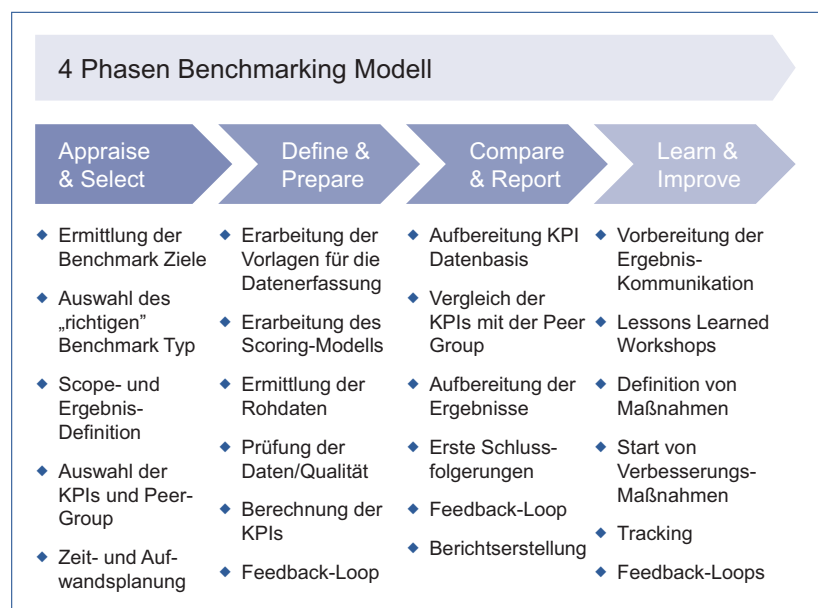 4 Phasen Benchmarking Modell
Appraise
& Select
Define &
Prepare
Compare
& Report
Learn &
Improve
Ermittlung der
Benchmark Ziele
Auswahl des
„richtigen”
Benchmark Typ
Scope- und
Ergebnis-
Definition
Auswahl der
KPIs und Peer-
Group
Zeit- und Auf-
wandsplanung
Erarbeitung der
Vorlagen für die
Datenerfassung
Erarbeitung des
Scoring-Modells
Ermittlung der
Rohdaten
Prüfung der
Daten/Qualität
Berechnung der
KPIs
Feedback-Loop
Aufbereitung KPI
Datenbasis
Vergleich der
KPIs mit der Peer
Group
Aufbereitung der
Ergebnisse
Erste Schluss-
folgerungen
Feedback-Loop
Berichtserstellung
Vorbereitung der
Ergebnis-
Kommunikation
Lessons Learned
Workshops
Definition von
Maßnahmen
Start von
Verbesserungs-
Maßnahmen
Tracking
Feedback-Loops